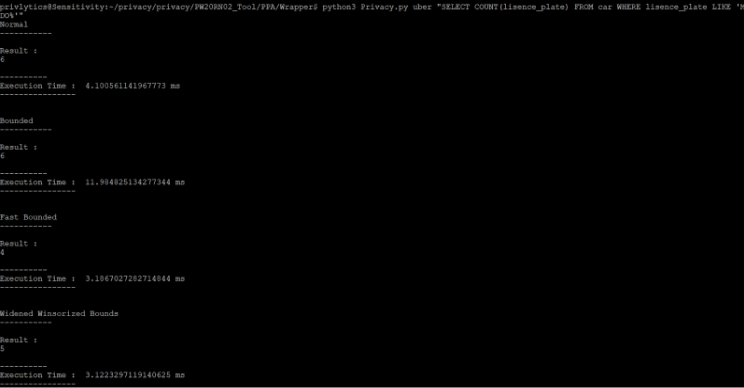 privlytics@Sensitivity:~/privacy/privacy/PW20RN02_Tool/PPA/Wrapper$ python3 Privacy.py uber "SELECT COUNT(lisence_plate) FROM car WHERE lisence_plate LIKE 'M
DO%'"
Normal
-----------
Result :
6
----------
Execution Time :  4.100561141967773 ms
----------------
Bounded
-----------
Result :
6
----------
Execution Time :  11.984825134277344 ms
----------------
Fast Bounded
-----------
Result :
4
----------
Execution Time :  3.1867027282714844 ms
----------------
Widened Winsorized Bounds
-----------
Result :
5
----------
Execution Time :  3.1223297119140625 ms
----------------